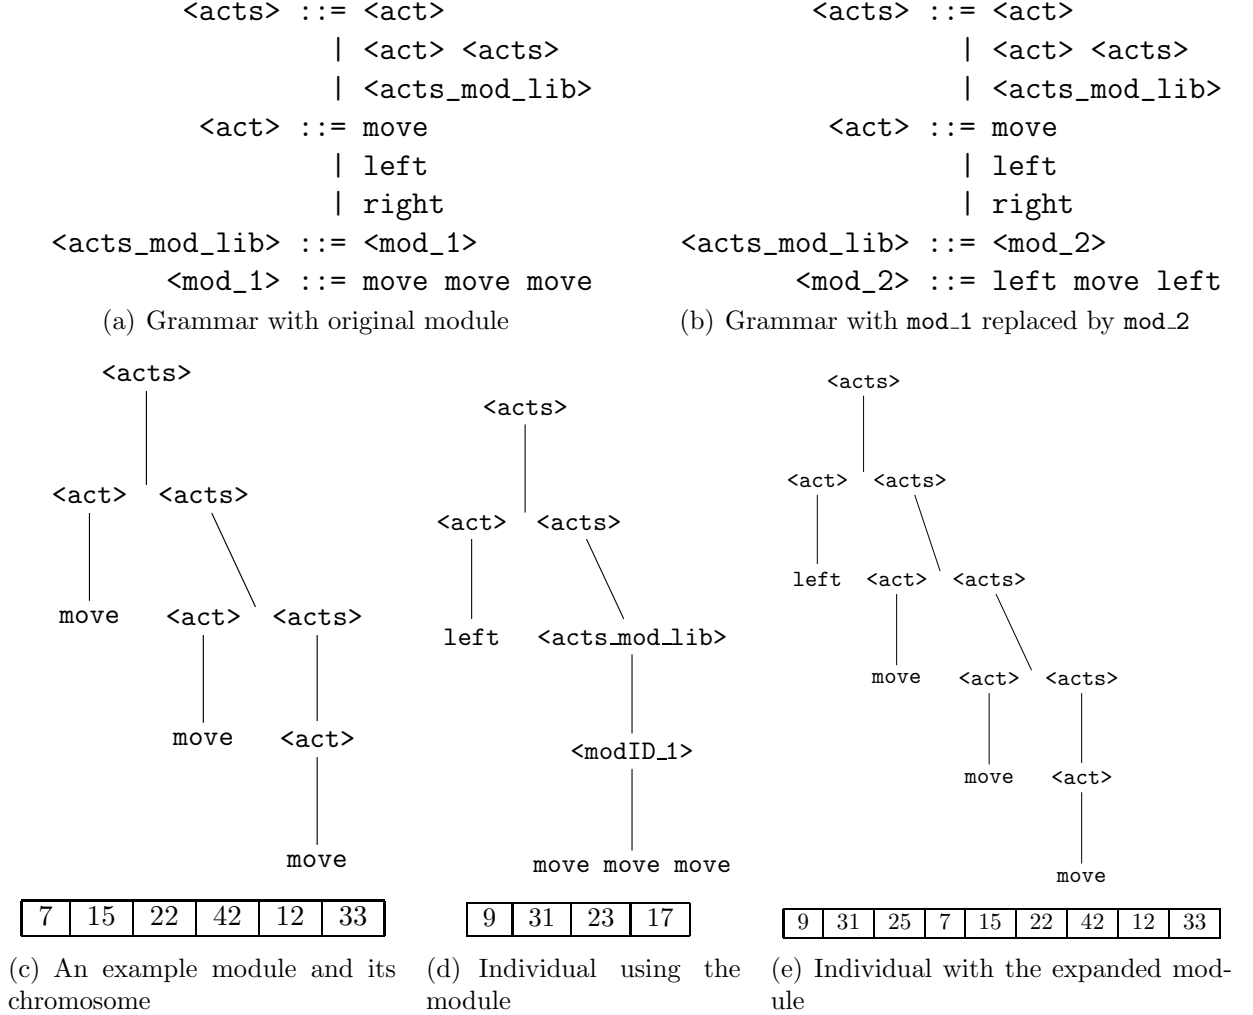 <acts> ::= <act>
| <act> <acts>
| <acts_mod_lib>
<act> ::= move
| left
| right
<acts_mod_lib> ::= <mod_1>
<mod_1> ::= move move move
(a) Grammar with original module
<acts> ::= <act>
| <act> <acts>
| <acts_mod_lib>
<act> ::= move
| left
| right
<acts_mod_lib> ::= <mod_2>
<mod_2> ::= left move left
(b) Grammar with mod_1 replaced by mod_2
<acts>
<act> <acts>
move <act> <acts>
move <act>
move
7 15 22 42 12 33
(c) An example module and its
chromosome
<acts>
<act> <acts>
left <acts_mod_lib>
<modID_1>
move move move
9 31 23 17
(d) Individual using the
module
<acts>
<act> <acts>
left <act> <acts>
move <act> <acts>
move <act>
move
9 31 25 7 15 22 42 12 33
(e) Individual with the expanded mod-
ule